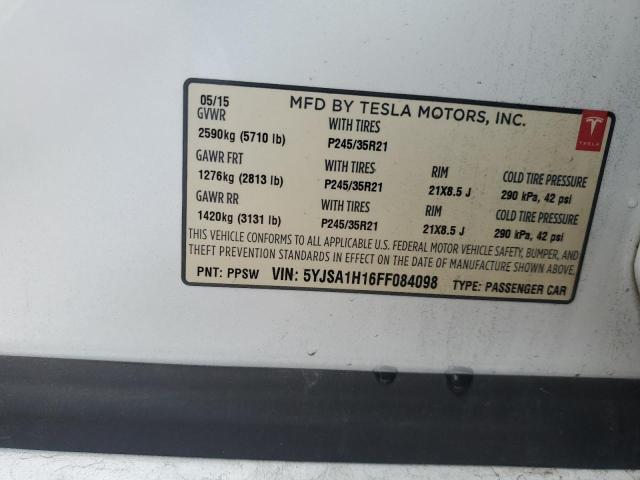 05/15 MFD BY TESLA MOTORS, INC.
GVWR WITH TIRES
2590kg (5710 lb) P245/35R21
GAWR FRT WITH TIRES RIM COLD TIRE PRESSURE
1276kg (2813 lb) P245/35R21 21X8.5 J 290 kPa, 42 psi
GAWR RR WITH TIRES RIM COLD TIRE PRESSURE
1420kg (3131 lb) P245/35R21 21X8.5 J 290 kPa, 42 psi
THIS VEHICLE CONFORMS TO ALL APPLICABLE U.S. FEDERAL MOTOR VEHICLE SAFETY, BUMPER, AND
THEFT PREVENTION STANDARDS IN EFFECT ON THE DATE OF MANUFACTURE SHOWN ABOVE.
PNT: PPSW VIN: 5YJSA1H16FF084098 TYPE: PASSENGER CAR
TESLA